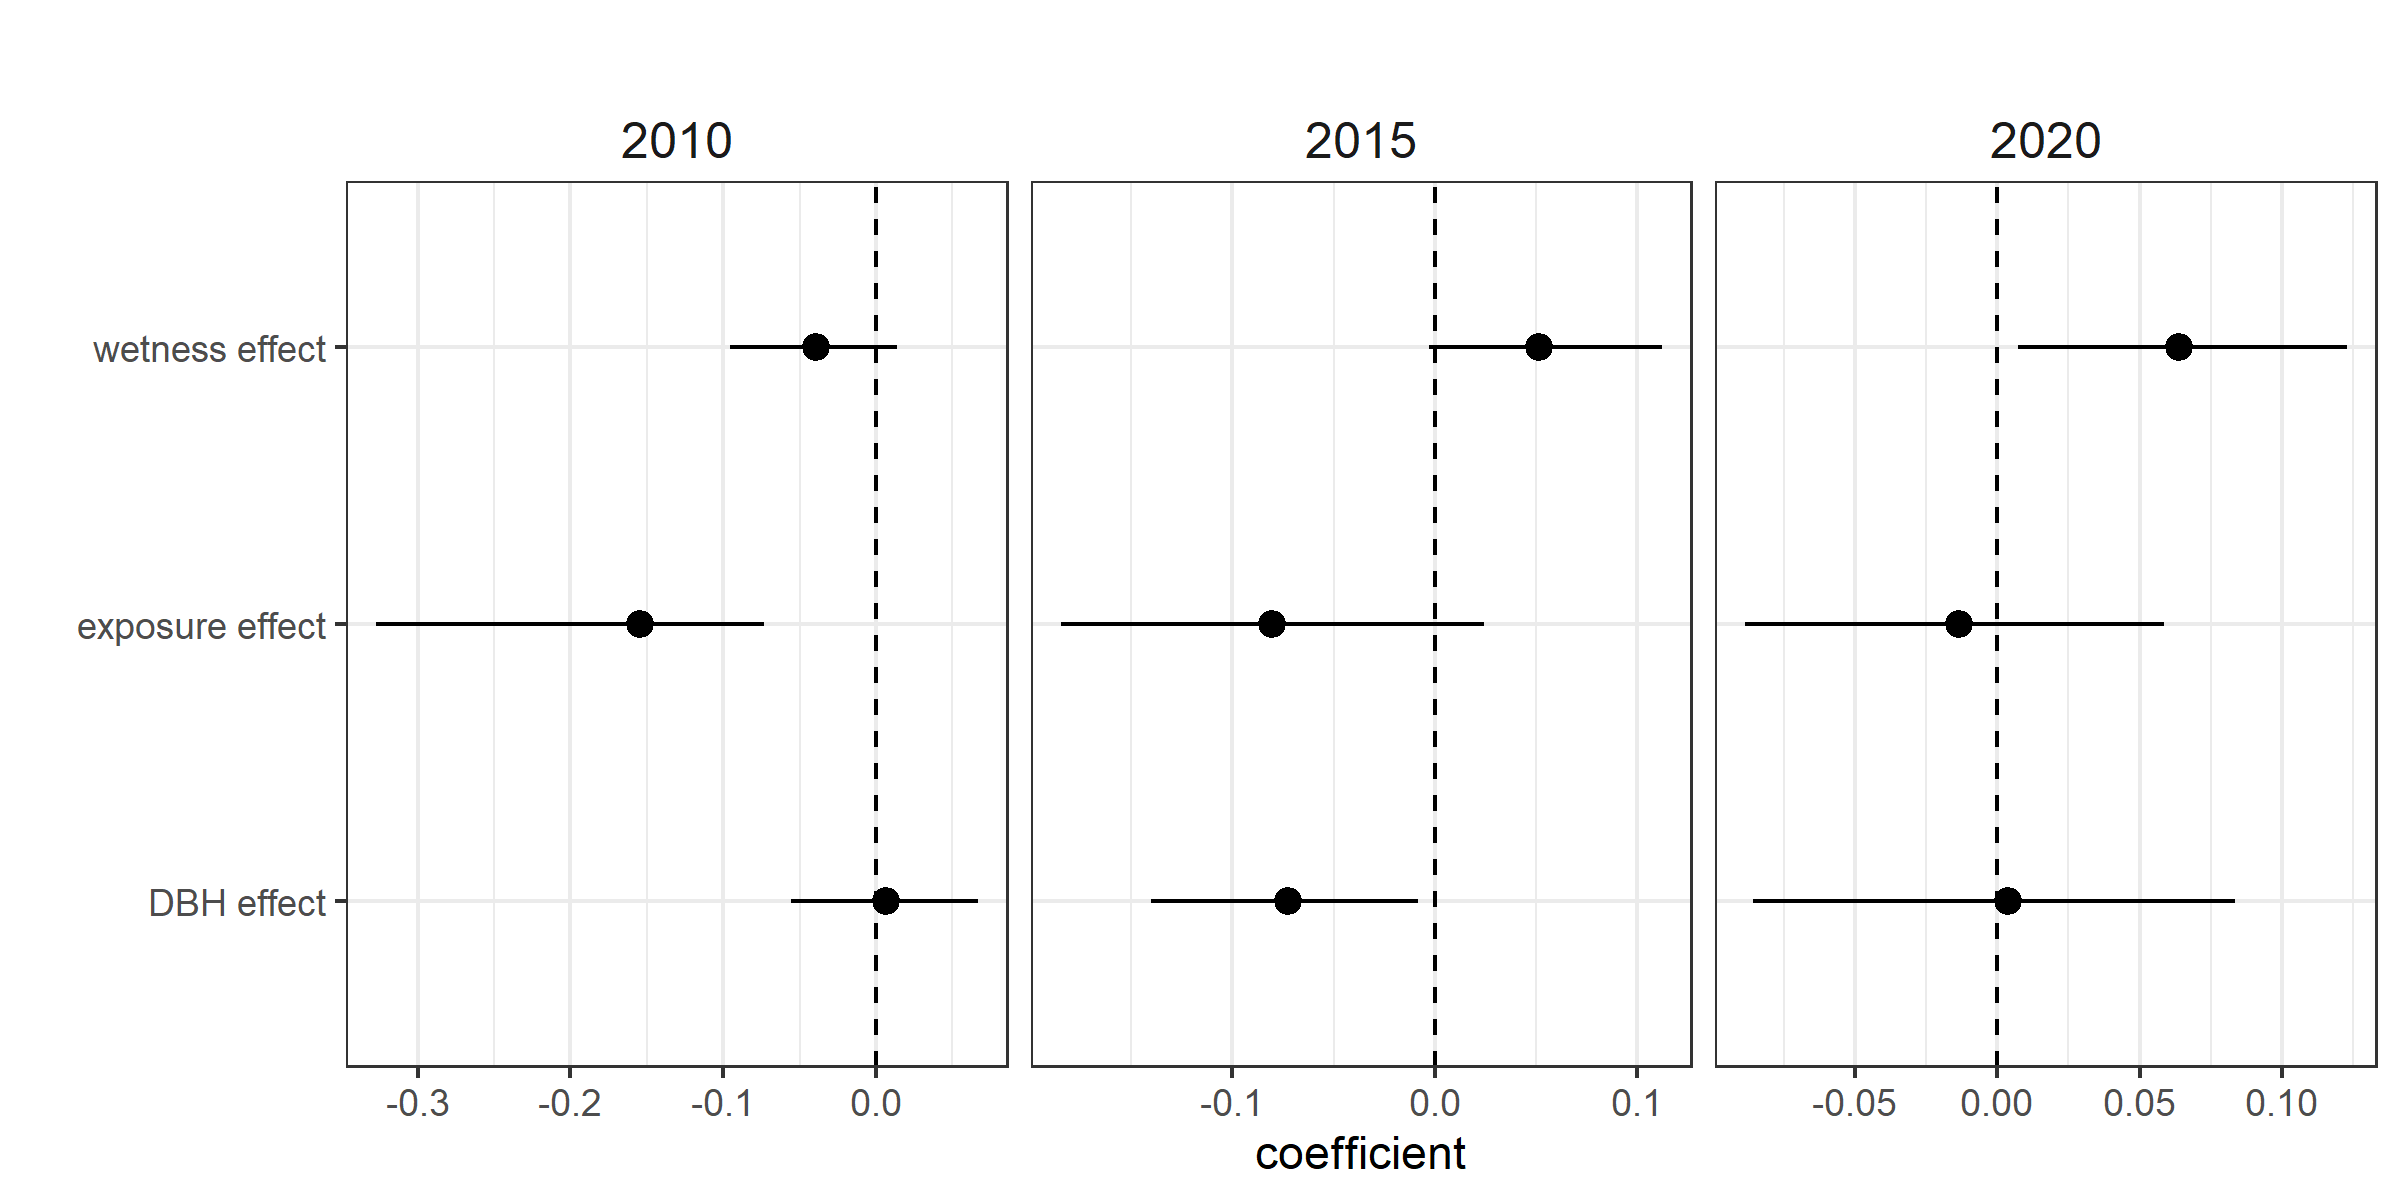 2010 2015 2020
wetness effect
exposure effect
DBH effect
-0.3 -0.2 -0.1 0.0 -0.1 0.0 0.1 -0.05 0.00 0.05 0.10
coefficient